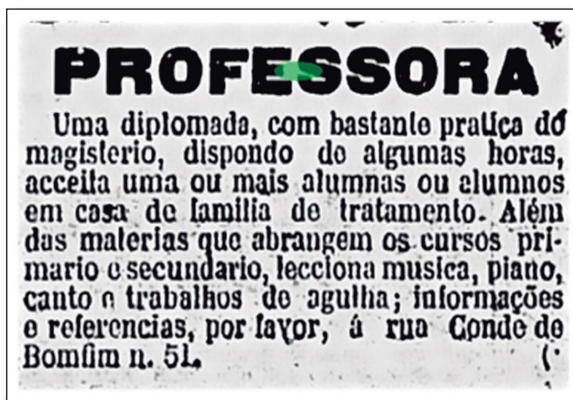 PROFESSORA
Uma diplomada, com bastante pratica do
magisterio, dispondo de algumas horas,
acceita uma ou mais alumnas ou alumnos
em casa de familia de tratamento. Além
das materias que abrangem os cursos pri-
mario e secundario, lecciona musica, piano,
canto e trabalhos de agulha; informações
e referencias, por favor, á rua Conde de
Bomfim n. 51.